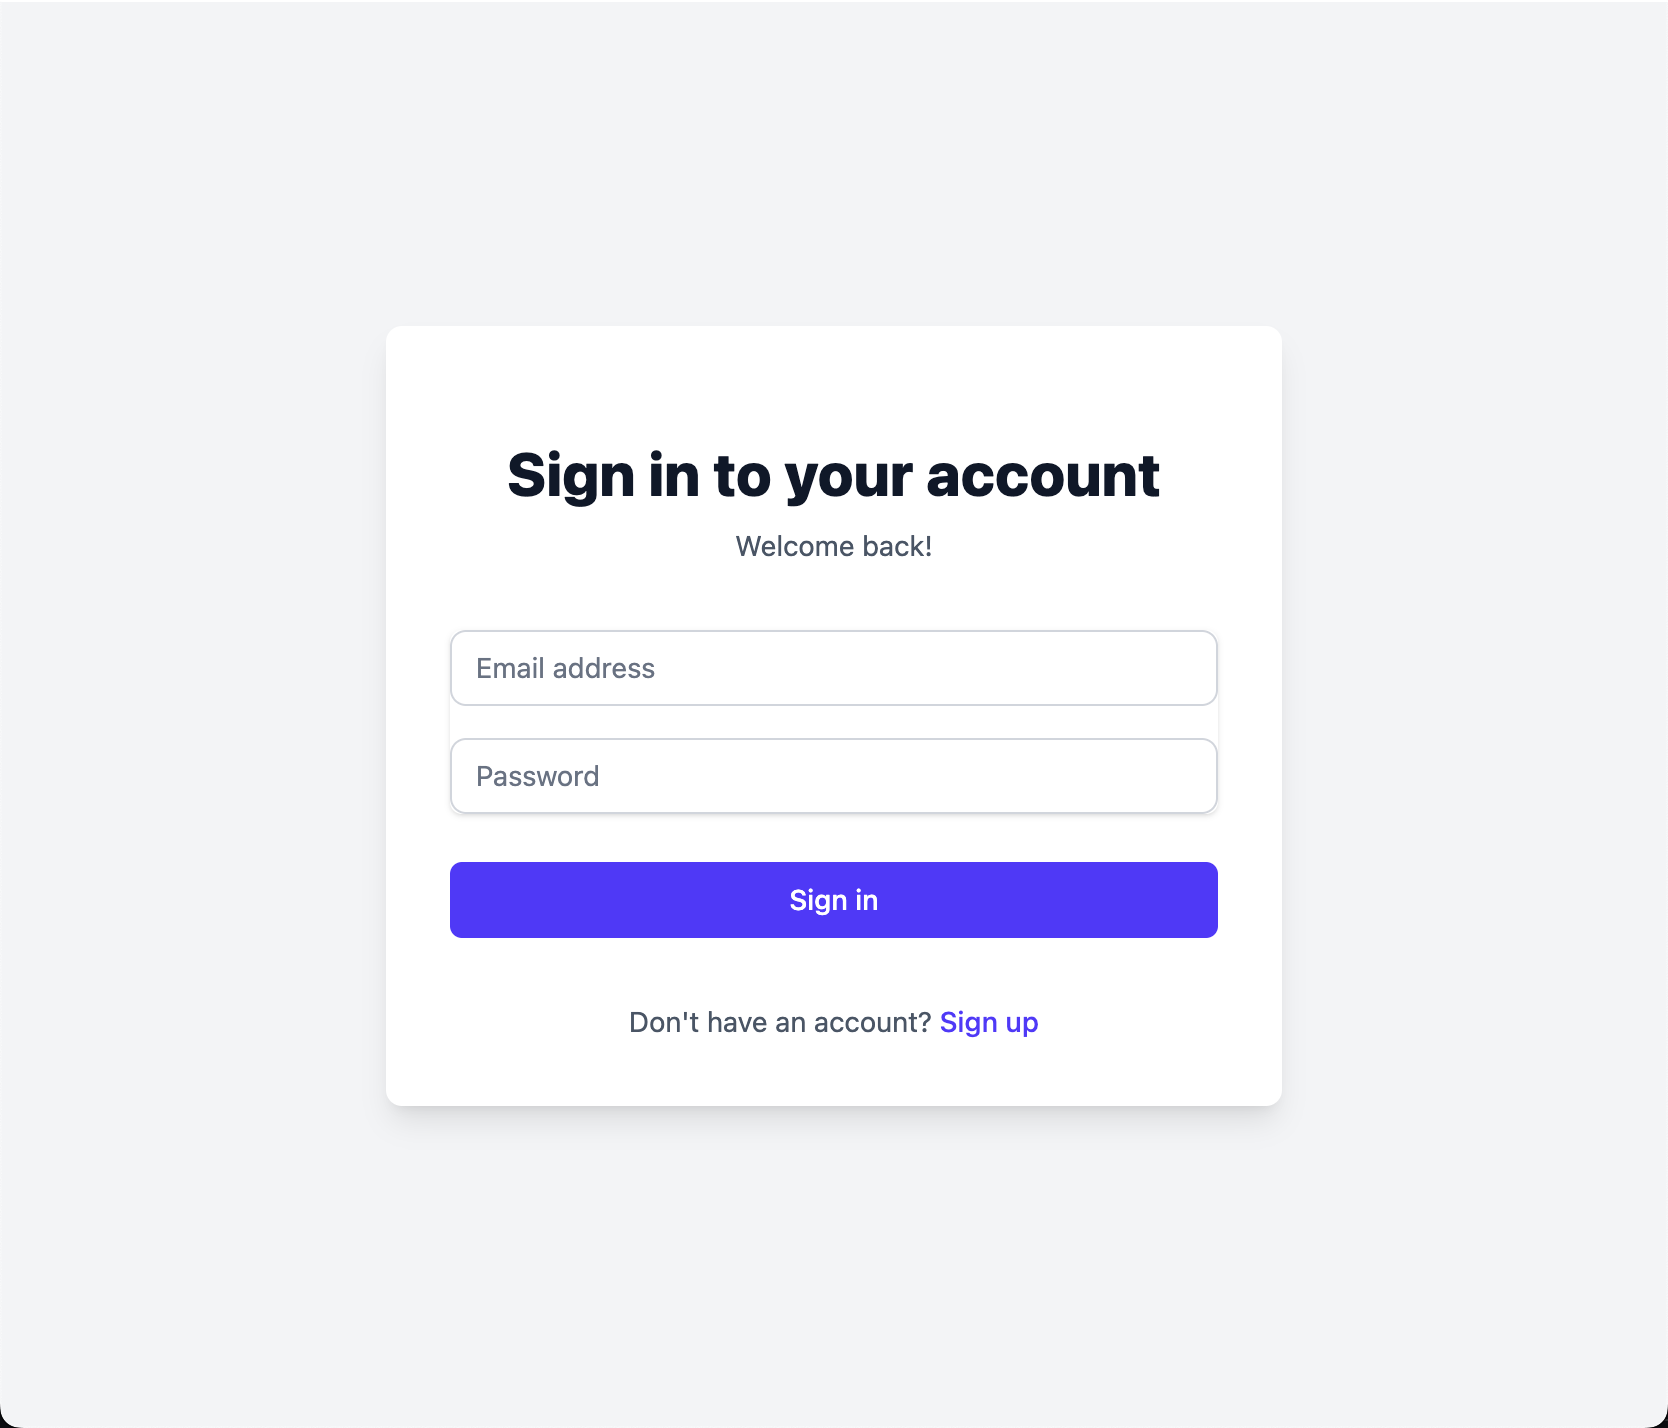 Sign in to your account
Welcome back!
Email address
Password
Sign in
Don't have an account? Sign up